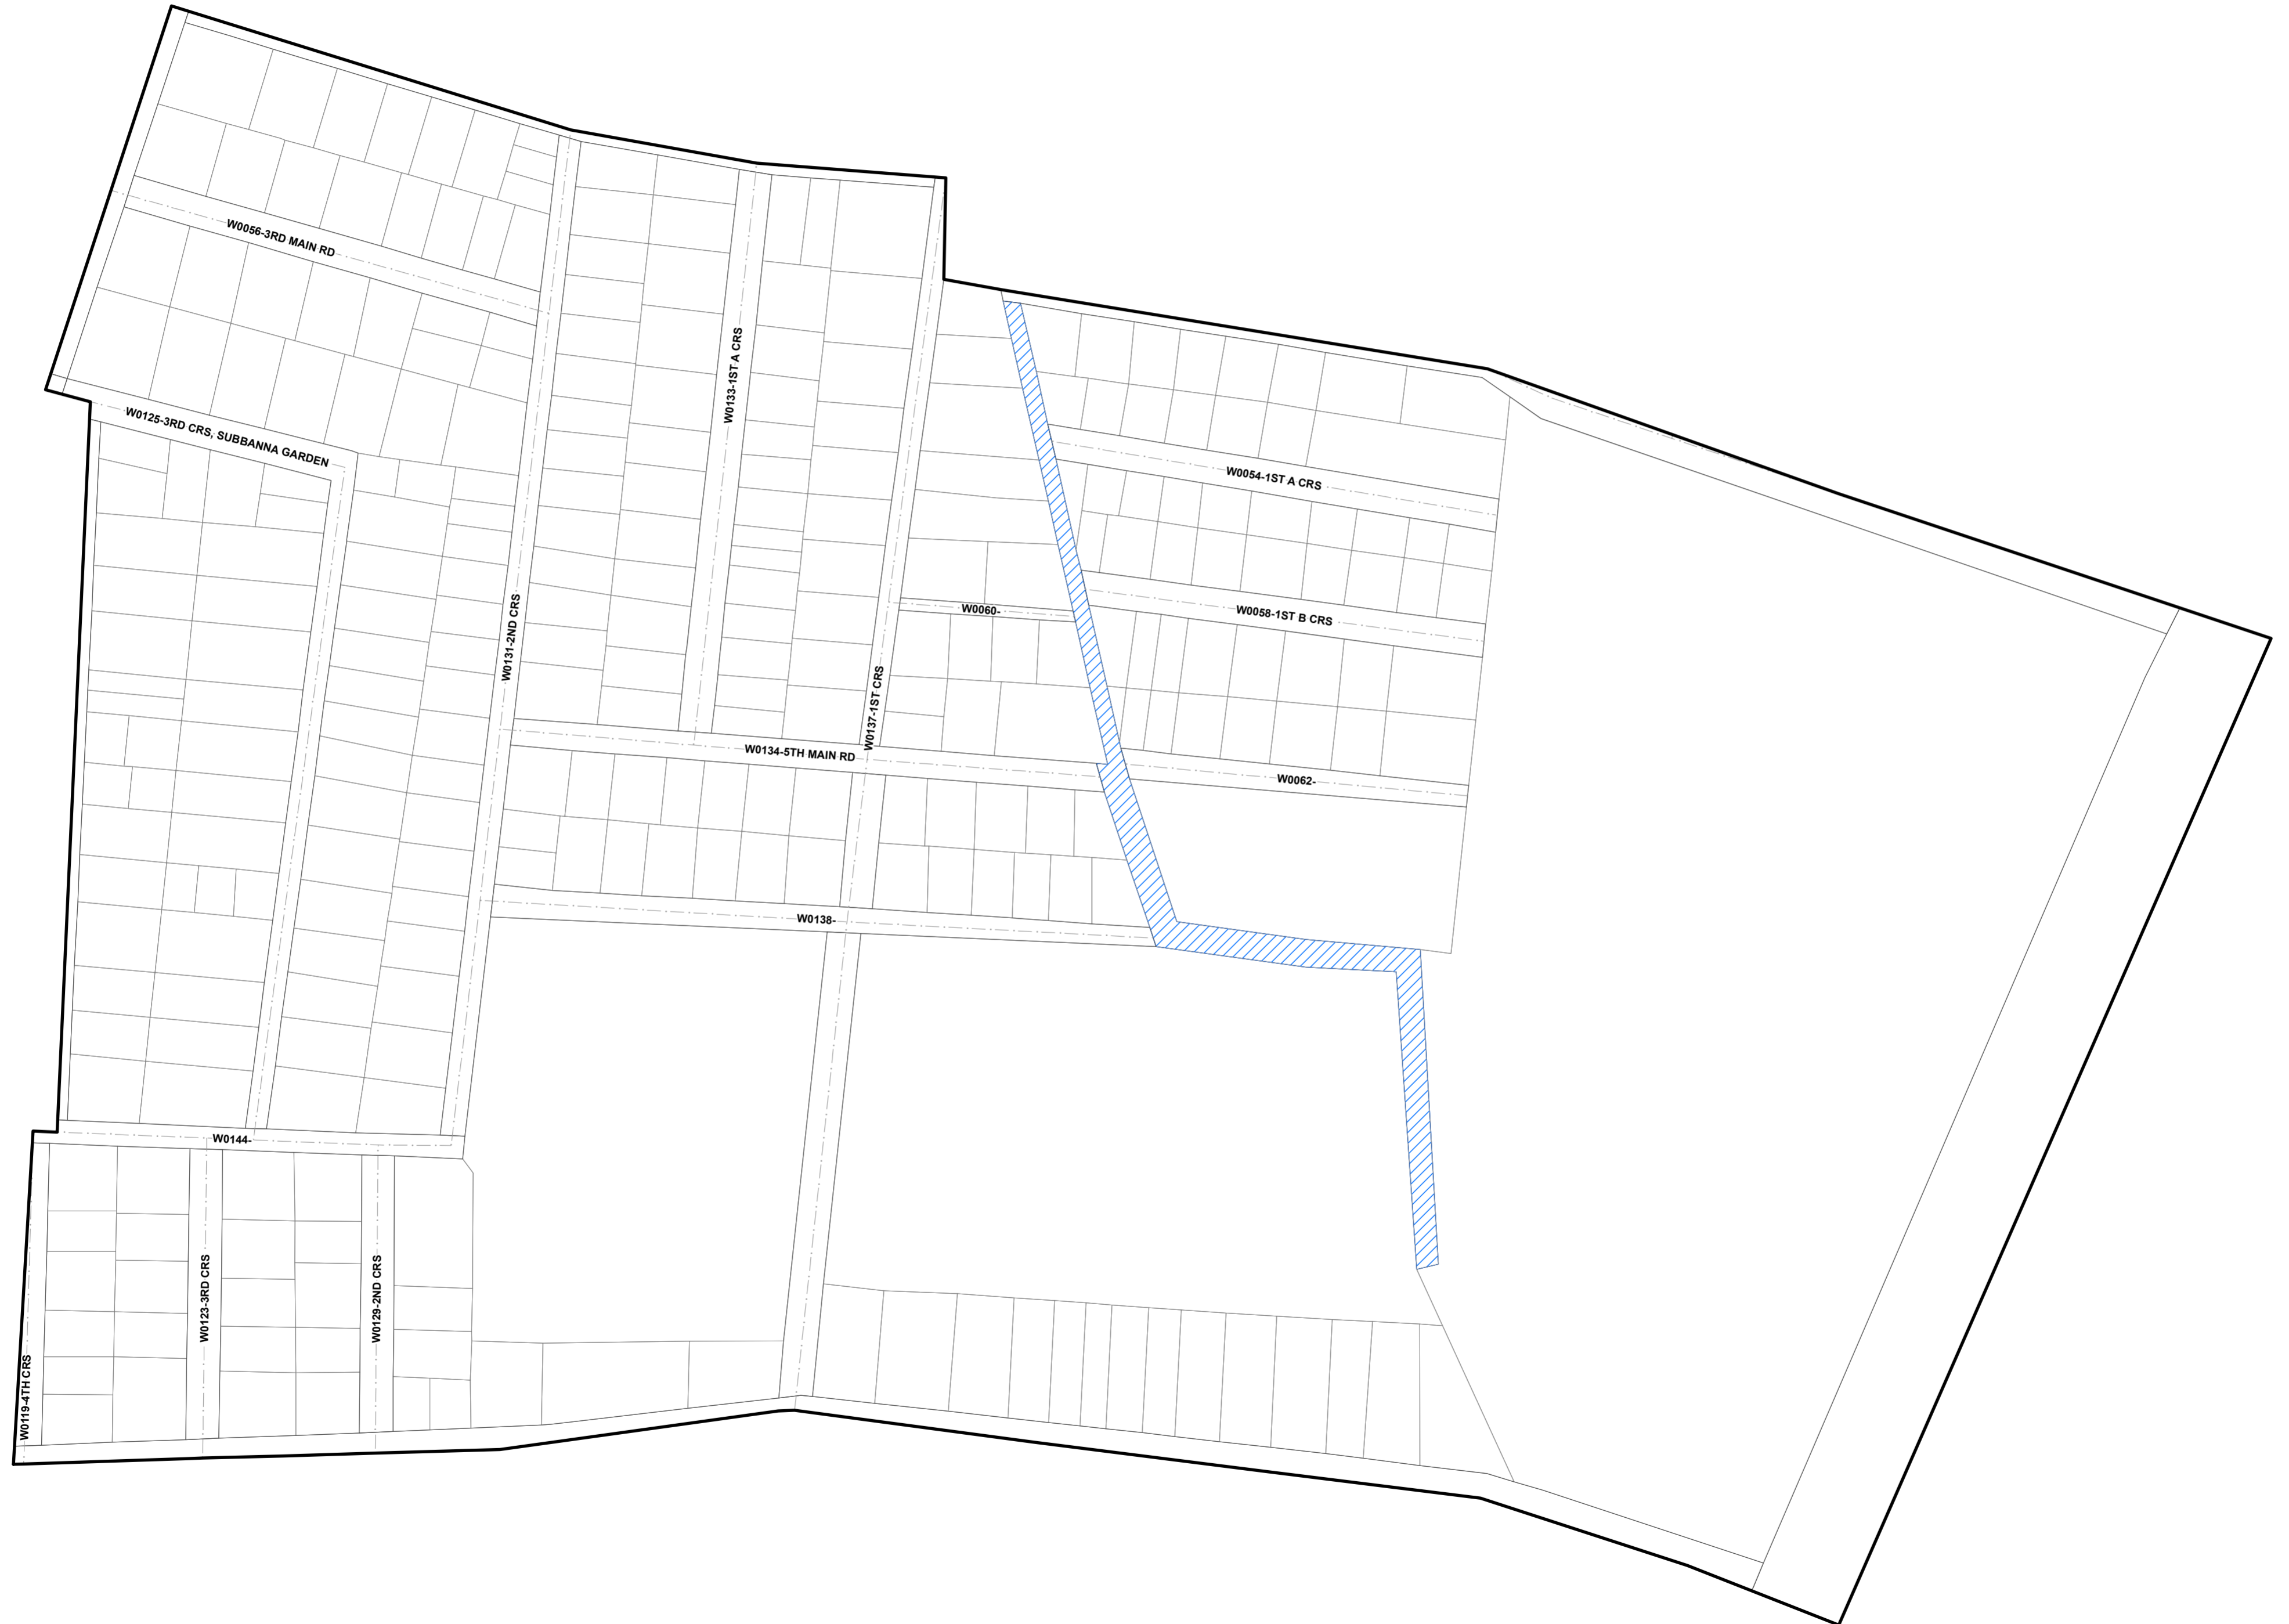 W0056-3RD MAIN RD
W0133-1ST A CRS
W0125-3RD CRS, SUBBANNA GARDEN
W0054-1ST A CRS
W0131-2ND CRS
W0060-
W0058-1ST B CRS
W0137-1ST CRS
W0134-5TH MAIN RD
W0062-
W0138-
W0144-
W0123-3RD CRS
W0129-2ND CRS
W0119-4TH CRS